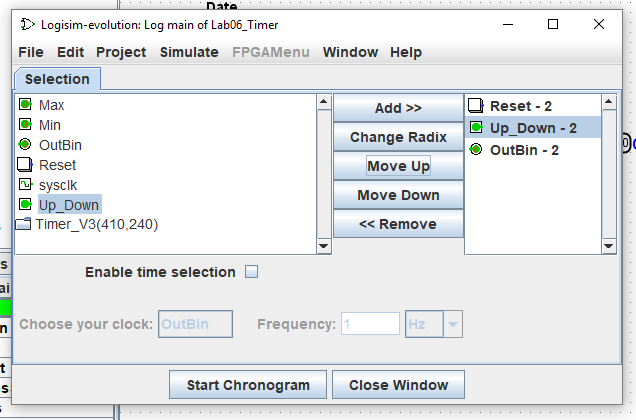 Date
Logisim-evolution: Log main of Lab06_Timer
File Edit Project Simulate FPGAMenu Window Help
Selection
Max
Min
OutBin
Reset
sysclk
Up_Down
Timer_V3(410,240)
Add >>
Change Radix
Move Up
Move Down
<< Remove
Reset - 2
Up_Down - 2
OutBin - 2
Enable time selection
Choose your clock: OutBin Frequency: 1 Hz
Start Chronogram Close Window